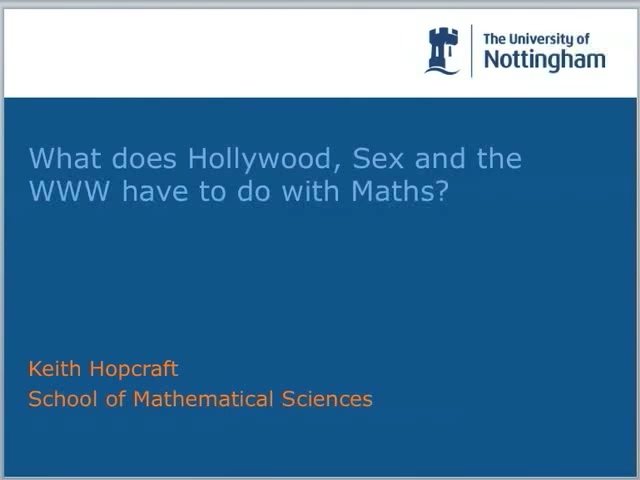 The University of
Nottingham
What does Hollywood, Sex and the
WWW have to do with Maths?
Keith Hopcraft
School of Mathematical Sciences